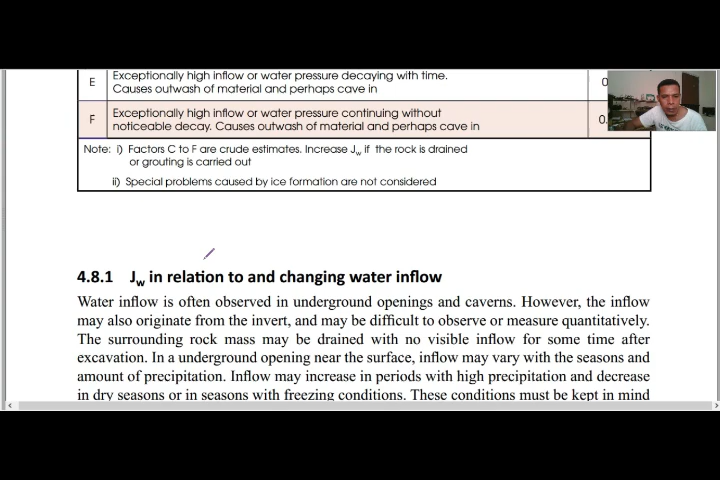 E
Exceptionally high inflow or water pressure decaying with time.
Causes outwash of material and perhaps cave in
0
F
Exceptionally high inflow or water pressure continuing without
noticeable decay. Causes outwash of material and perhaps cave in
0.
Note: i) Factors C to F are crude estimates. Increase Jw if the rock is drained
or grouting is carried out
ii) Special problems caused by ice formation are not considered
4.8.1 Jw in relation to and changing water inflow
Water inflow is often observed in underground openings and caverns. However, the inflow
may also originate from the invert, and may be difficult to observe or measure quantitatively.
The surrounding rock mass may be drained with no visible inflow for some time after
excavation. In a underground opening near the surface, inflow may vary with the seasons and
amount of precipitation. Inflow may increase in periods with high precipitation and decrease
in dry seasons or in seasons with freezing conditions. These conditions must be kept in mind